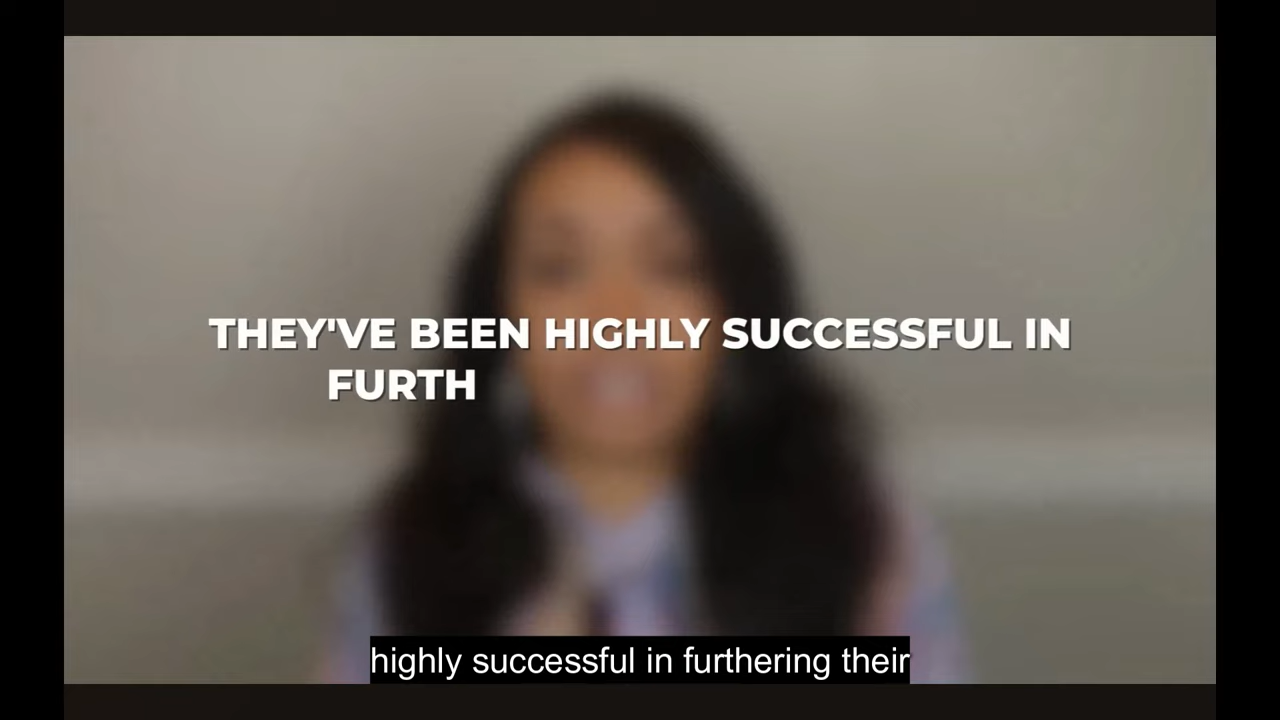 THEY'VE BEEN HIGHLY SUCCESSFUL IN
FURTH
highly successful in furthering their